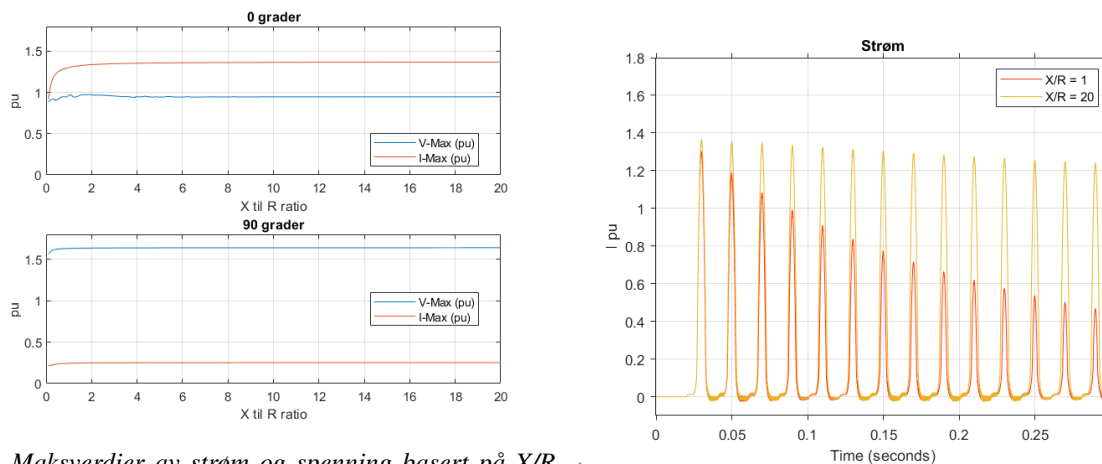 0 grader
1.5
1
0.5
0
pu
V-Max (pu)
I-Max (pu)
0 2 4 6 8 10 12 14 16 18 20
X til R ratio
90 grader
1.5
1
0.5
0
pu
V-Max (pu)
I-Max (pu)
0 2 4 6 8 10 12 14 16 18 20
X til R ratio
Maksverdier av strøm og spenning basert på X/R
Strøm
1.8
1.6
1.4
1.2
1
0.8
0.6
0.4
0.2
0
I pu
X/R = 1
X/R = 20
0 0.05 0.1 0.15 0.2 0.25
Time (seconds)